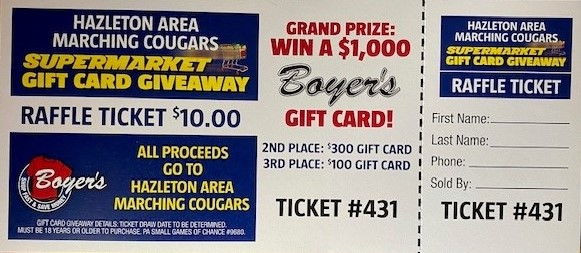 HAZLETON AREA
MARCHING COUGARS
SUPERMARKET
GIFT CARD GIVEAWAY
RAFFLE TICKET $10.00
Boyer's
SHOP FAST & SAVE MONEY
ALL PROCEEDS
GO TO
HAZLETON AREA
MARCHING COUGARS
GIFT CARD GIVEAWAY DETAILS: TICKET DRAW DATE TO BE DETERMINED.
MUST BE 18 YEARS OR OLDER TO PURCHASE. PA SMALL GAMES OF CHANCE #9680.
GRAND PRIZE:
WIN A $1,000
Boyer's
GIFT CARD!
2ND PLACE: $300 GIFT CARD
3RD PLACE: $100 GIFT CARD
TICKET #431
HAZLETON AREA
MARCHING COUGARS
SUPERMARKET
GIFT CARD GIVEAWAY
RAFFLE TICKET
First Name:
Last Name:
Phone:
Sold By:
TICKET #431